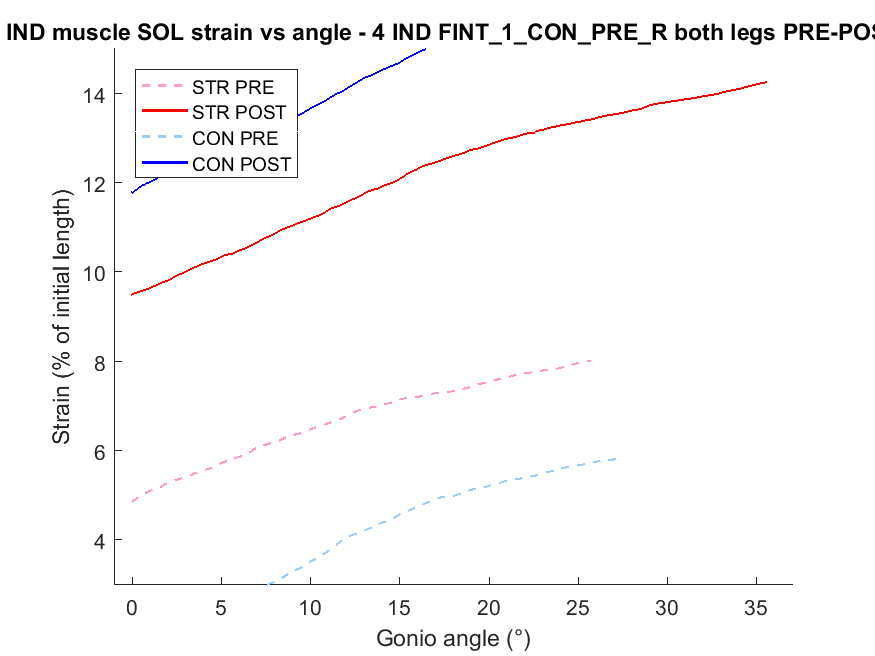 IND muscle SOL strain vs angle - 4 IND FINT_1_CON_PRE_R both legs PRE-POS
STR PRE
STR POST
CON PRE
CON POST
14
12
10
8
6
4
Strain (% of initial length)
0 5 10 15 20 25 30 35
Gonio angle (°)